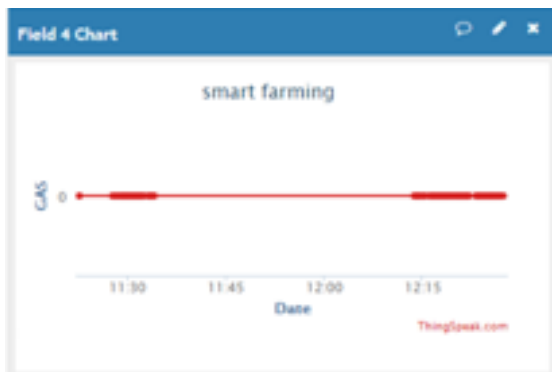 Field 4 Chart
smart farming
GAS
0
11:30 11:45 12:00 12:15
Date
ThingSpeak.com